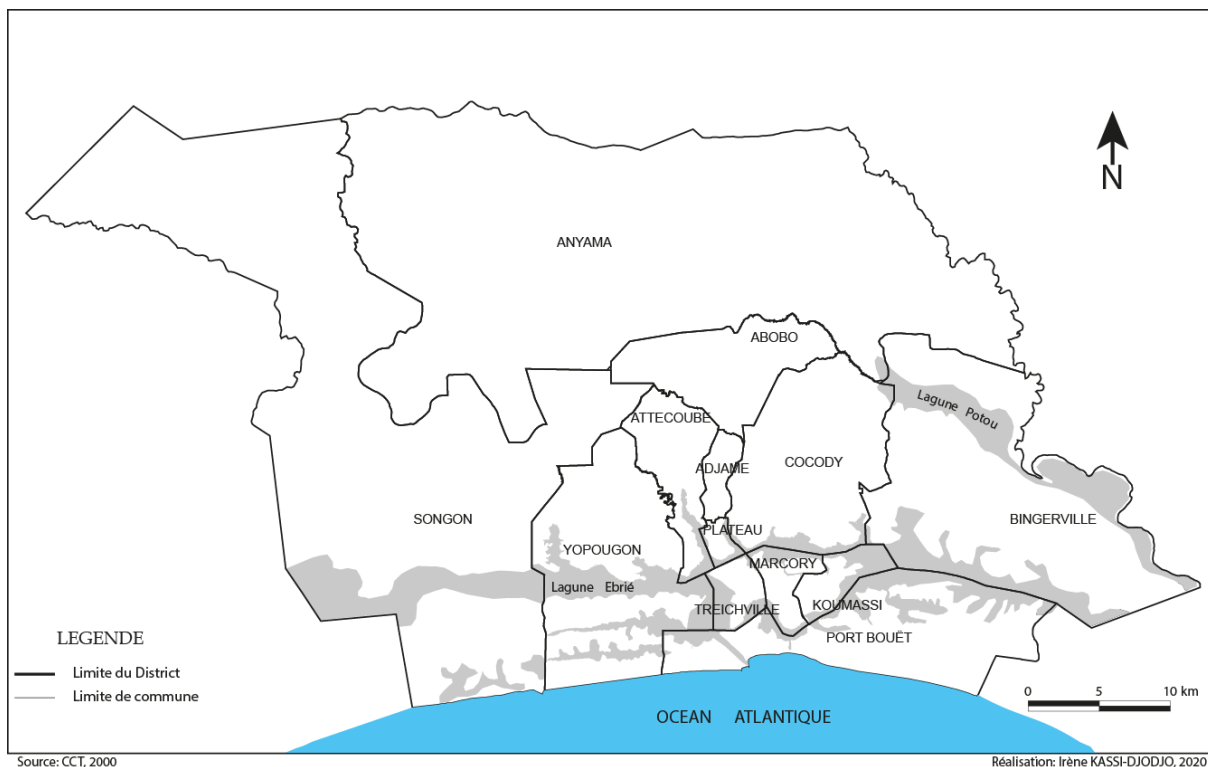 N
ANYAMA
ABOBO
Lagune Potou
ATTECOUBÉ
ADJAME
COCODY
SONGON
BINGERVILLE
PLATEAU
YOPOUGON
MARCORY
Lagune Ebrié
TREICHVILLE
KOUMASSI
PORT BOUËT
LEGENDE
Limite du District
Limite de commune
0 5 10 km
OCEAN ATLANTIQUE
Source: CCT, 2000
Réalisation: Irène KASSI-DJODJO, 2020